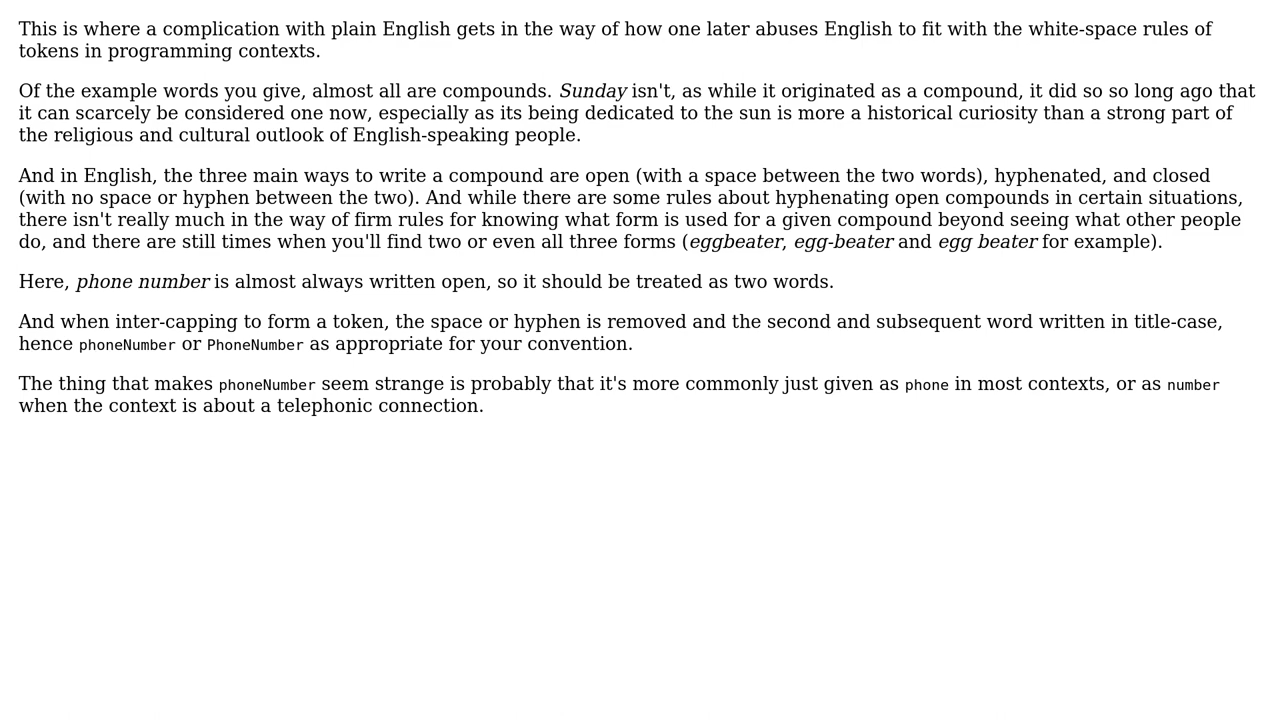 This is where a complication with plain English gets in the way of how one later abuses English to fit with the white-space rules of
tokens in programming contexts.
Of the example words you give, almost all are compounds. Sunday isn't, as while it originated as a compound, it did so so long ago that
it can scarcely be considered one now, especially as its being dedicated to the sun is more a historical curiosity than a strong part of
the religious and cultural outlook of English-speaking people.
And in English, the three main ways to write a compound are open (with a space between the two words), hyphenated, and closed
(with no space or hyphen between the two). And while there are some rules about hyphenating open compounds in certain situations,
there isn't really much in the way of firm rules for knowing what form is used for a given compound beyond seeing what other people
do, and there are still times when you'll find two or even all three forms (eggbeater, egg-beater and egg beater for example).
Here, phone number is almost always written open, so it should be treated as two words.
And when inter-capping to form a token, the space or hyphen is removed and the second and subsequent word written in title-case,
hence phoneNumber or PhoneNumber as appropriate for your convention.
The thing that makes phoneNumber seem strange is probably that it's more commonly just given as phone in most contexts, or as number
when the context is about a telephonic connection.